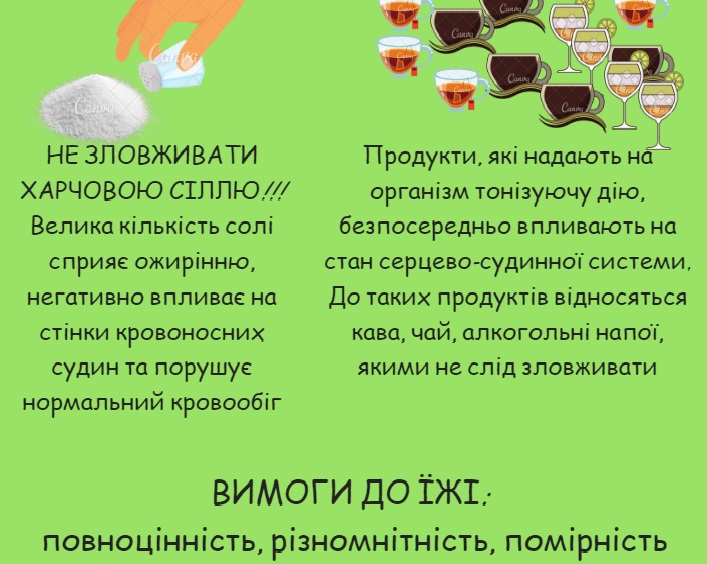 НЕ ЗЛОВЖИВАТИ
ХАРЧОВОЮ СІЛЛЮ!!!
Велика кількість солі
сприяє ожирінню,
негативно впливає на
стінки кровоносних
судин та порушує
нормальний кровообіг
Продукти, які надають на
організм тонізуючу дію,
безпосередньо впливають на
стан серцево-судинної системи.
До таких продуктів відносяться
кава, чай, алкогольні напої,
якими не слід зловживати
ВИМОГИ ДО ЇЖІ:
повноцінність, різномнітність, помірність